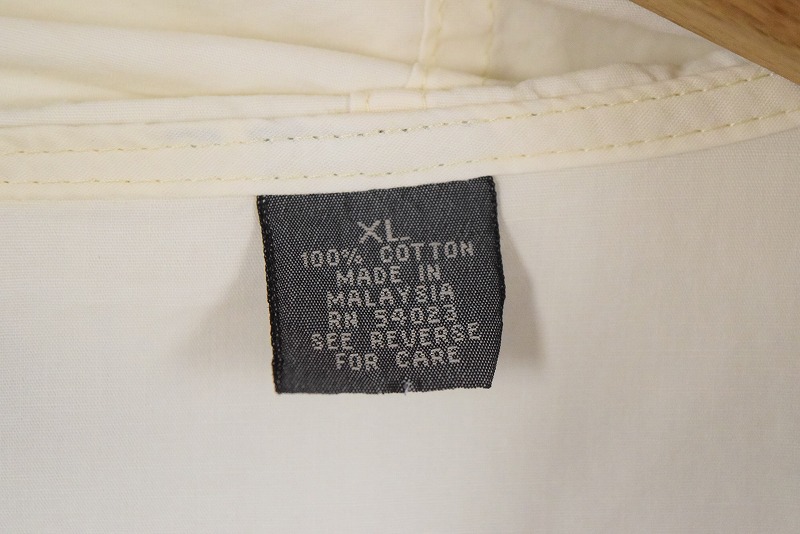 XL
100% COTTON
MADE IN
MALAYSIA
RN 54023
SEE REVERSE
FOR CARE